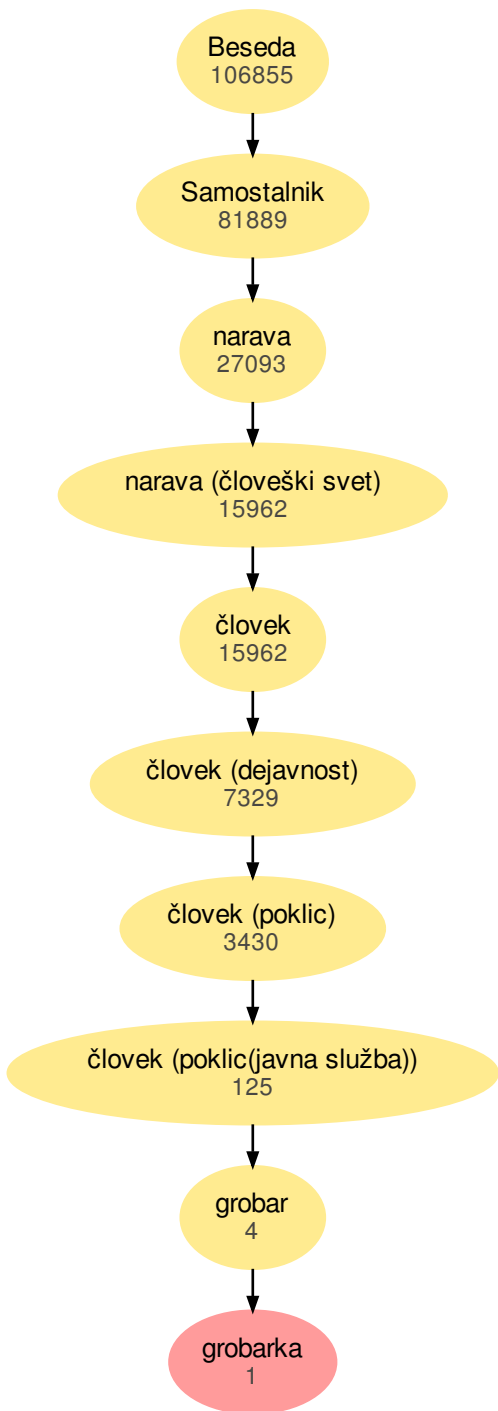 Beseda
106855
Samostalnik
81889
narava
27093
narava (človeški svet)
15962
človek
15962
človek (dejavnost)
7329
človek (poklic)
3430
človek (poklic(javna služba))
125
grobar
4
grobarka
1